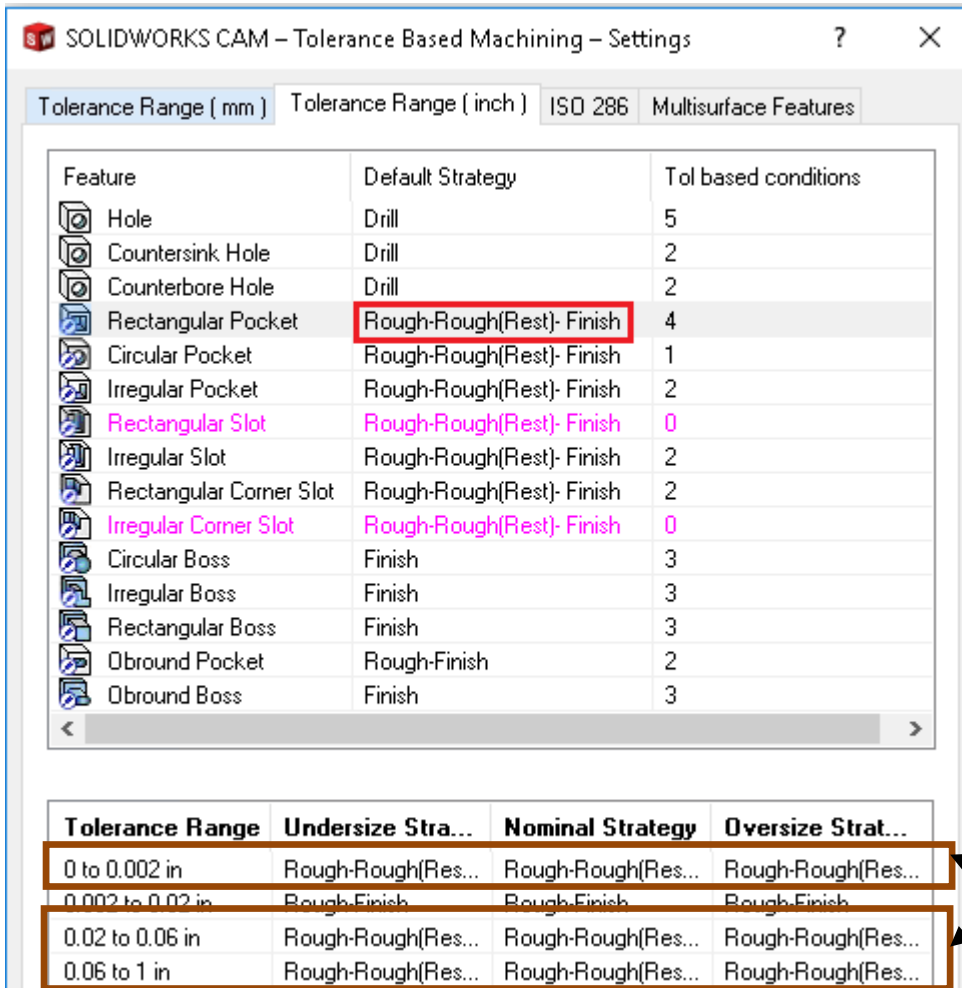 SOLIDWORKS CAM – Tolerance Based Machining – Settings ? ×
Tolerance Range ( mm ) Tolerance Range ( inch ) ISO 286 Multisurface Features
Feature Default Strategy Tol based conditions
Hole Drill 5
Countersink Hole Drill 2
Counterbore Hole Drill 2
Rectangular Pocket Rough-Rough(Rest)- Finish 4
Circular Pocket Rough-Rough(Rest)- Finish 1
Irregular Pocket Rough-Rough(Rest)- Finish 2
Rectangular Slot Rough-Rough(Rest)- Finish 0
Irregular Slot Rough-Rough(Rest)- Finish 2
Rectangular Corner Slot Rough-Rough(Rest)- Finish 2
Irregular Corner Slot Rough-Rough(Rest)- Finish 0
Circular Boss Finish 3
Irregular Boss Finish 3
Rectangular Boss Finish 3
Obround Pocket Rough-Finish 2
Obround Boss Finish 3
Tolerance Range Undersize Stra... Nominal Strategy Oversize Strat...
0 to 0.002 in Rough-Rough(Res... Rough-Rough(Res... Rough-Rough(Res...
0.002 to 0.02 in Rough-Finish Rough-Finish Rough-Finish
0.02 to 0.06 in Rough-Rough(Res... Rough-Rough(Res... Rough-Rough(Res...
0.06 to 1 in Rough-Rough(Res... Rough-Rough(Res... Rough-Rough(Res...